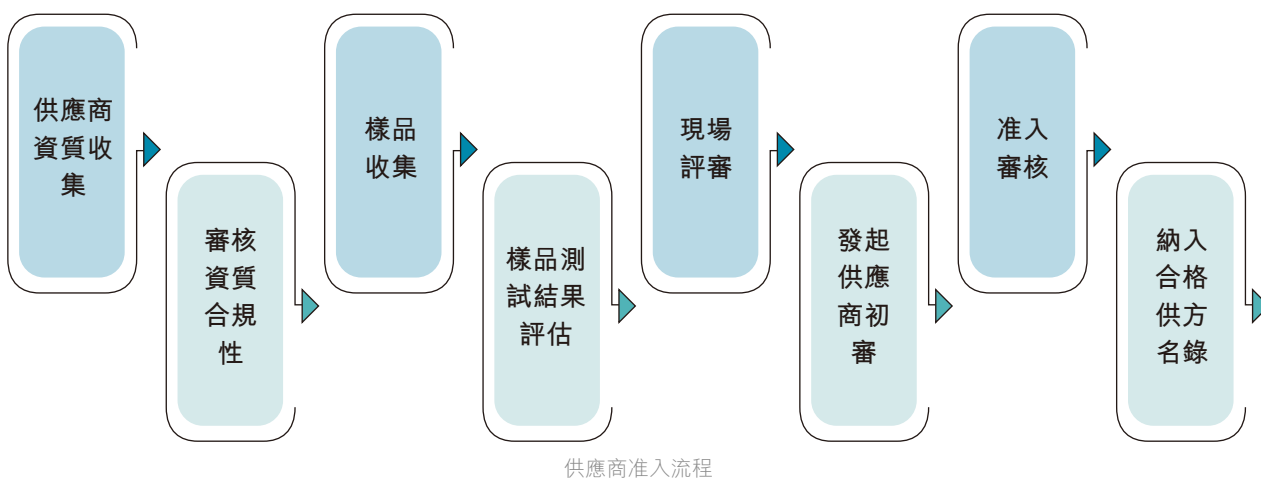 供應商
資質收
集
審核
資質
合規
性
樣品
收集
樣品測
試結果
評估
現場
評審
發起
供應
商初
審
准入
審核
納入
合格
供方
名錄
供應商准入流程